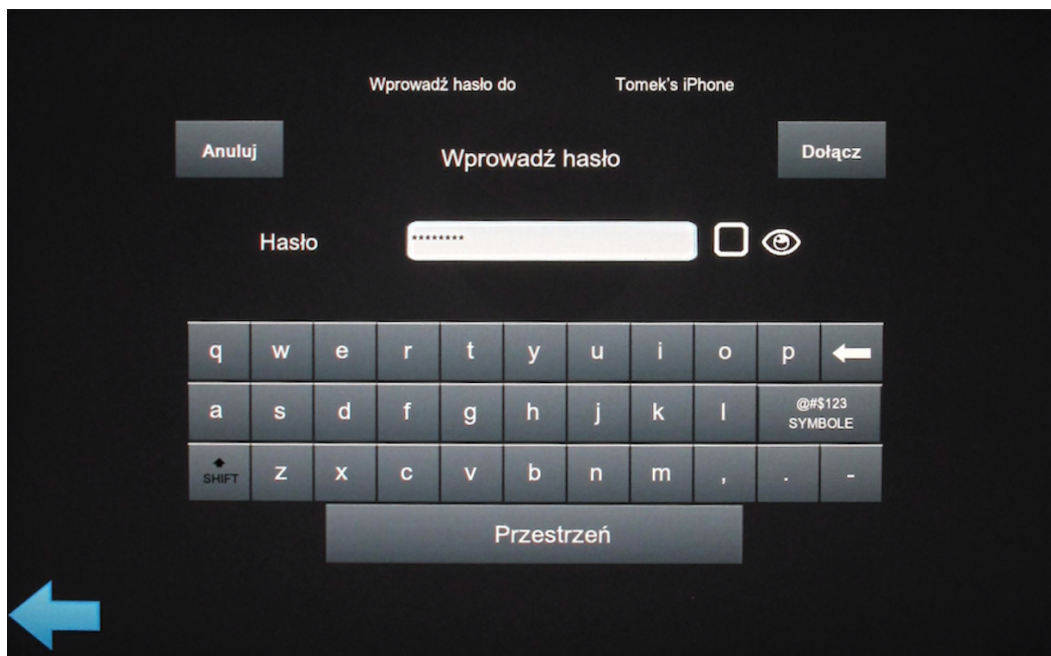 Wprowadź hasło do Tomek's iPhone
Anuluj Wprowadź hasło Dołącz
Hasło ********
q w e r t y u i o p
a s d f g h j k l @#$123 SYMBOLE
SHIFT z x c v b n m , . -
Przestrzeń